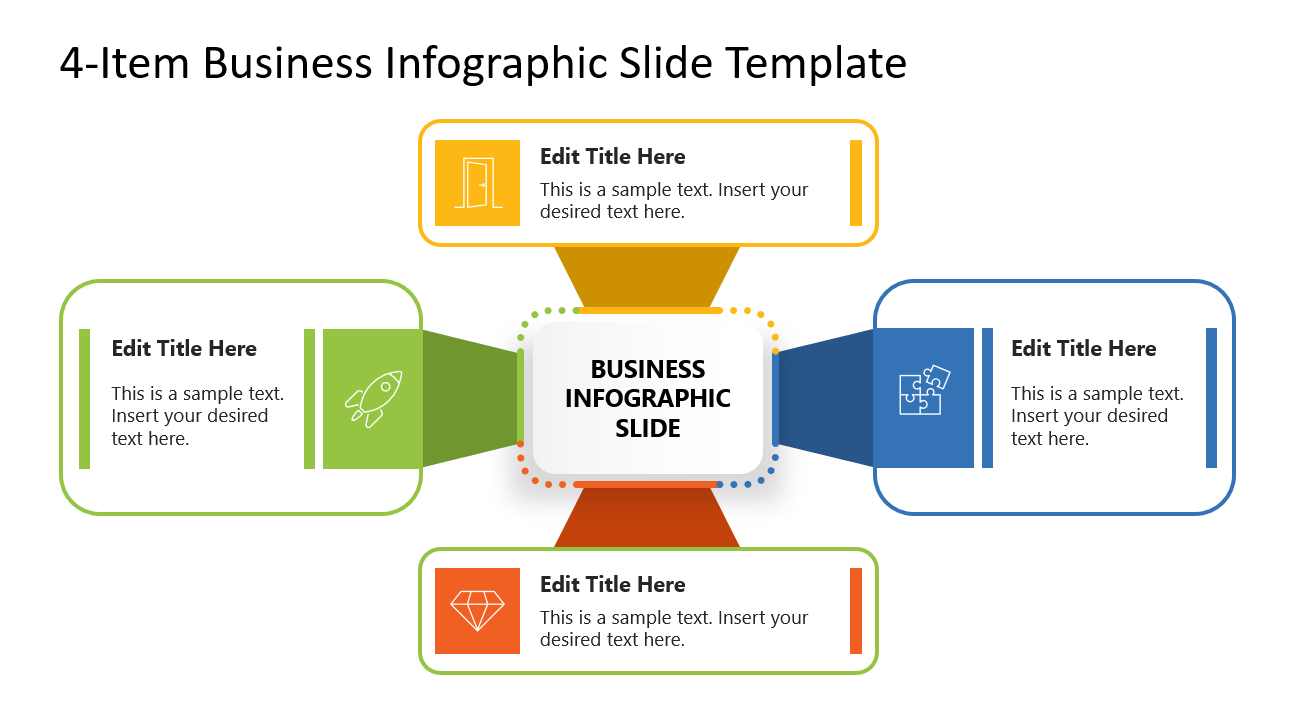 4-Item Business Infographic Slide Template
Edit Title Here
This is a sample text. Insert your
desired text here.
Edit Title Here
This is a sample text.
Insert your desired
text here.
BUSINESS
INFOGRAPHIC
SLIDE
Edit Title Here
This is a sample text.
Insert your desired
text here.
Edit Title Here
This is a sample text. Insert your
desired text here.